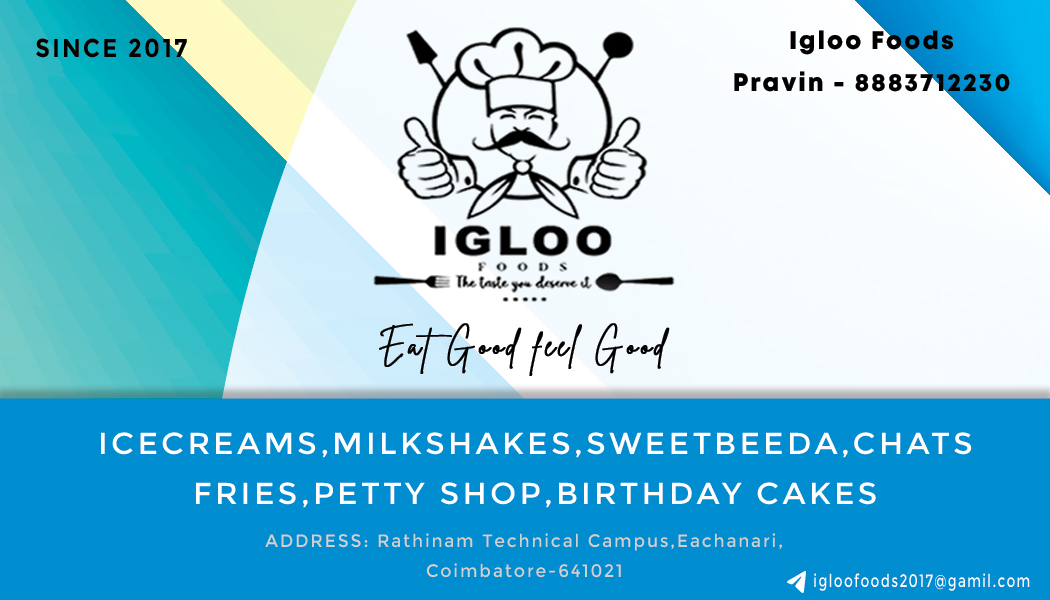 SINCE 2017
Igloo Foods
Pravin - 8883712230
IGLOO
FOODS
The taste you deserve it
Eat Good feel Good
ICECREAMS,MILKSHAKES,SWEETBEEDA,CHATS
FRIES,PETTY SHOP,BIRTHDAY CAKES
ADDRESS: Rathinam Technical Campus,Eachanari,
Coimbatore-641021
igloofoods2017@gamil.com